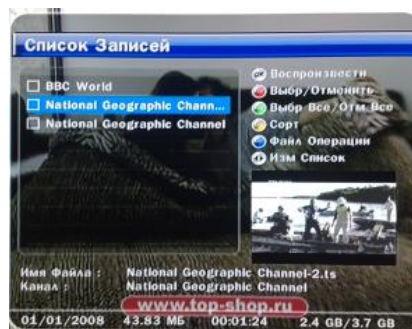 Список Записей
BBC World
National Geographic Chann...
National Geographic Channel
OK Воспроизвести
Выбр/Отменить
Выбр Все/Отм Все
Сорт
Файл Операции
Изм Список
Имя Файла : National Geographic Channel-2.ts
Канал : National Geographic Channel
www.top-shop.ru
01/01/2008 43.83 МБ 00:01:24 2.4 GB/3.7 GB